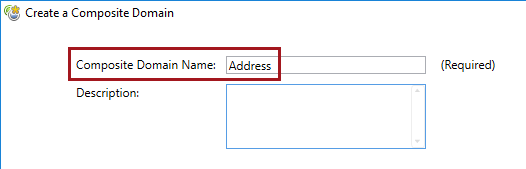 Create a Composite Domain
Composite Domain Name: Address (Required)
Description: